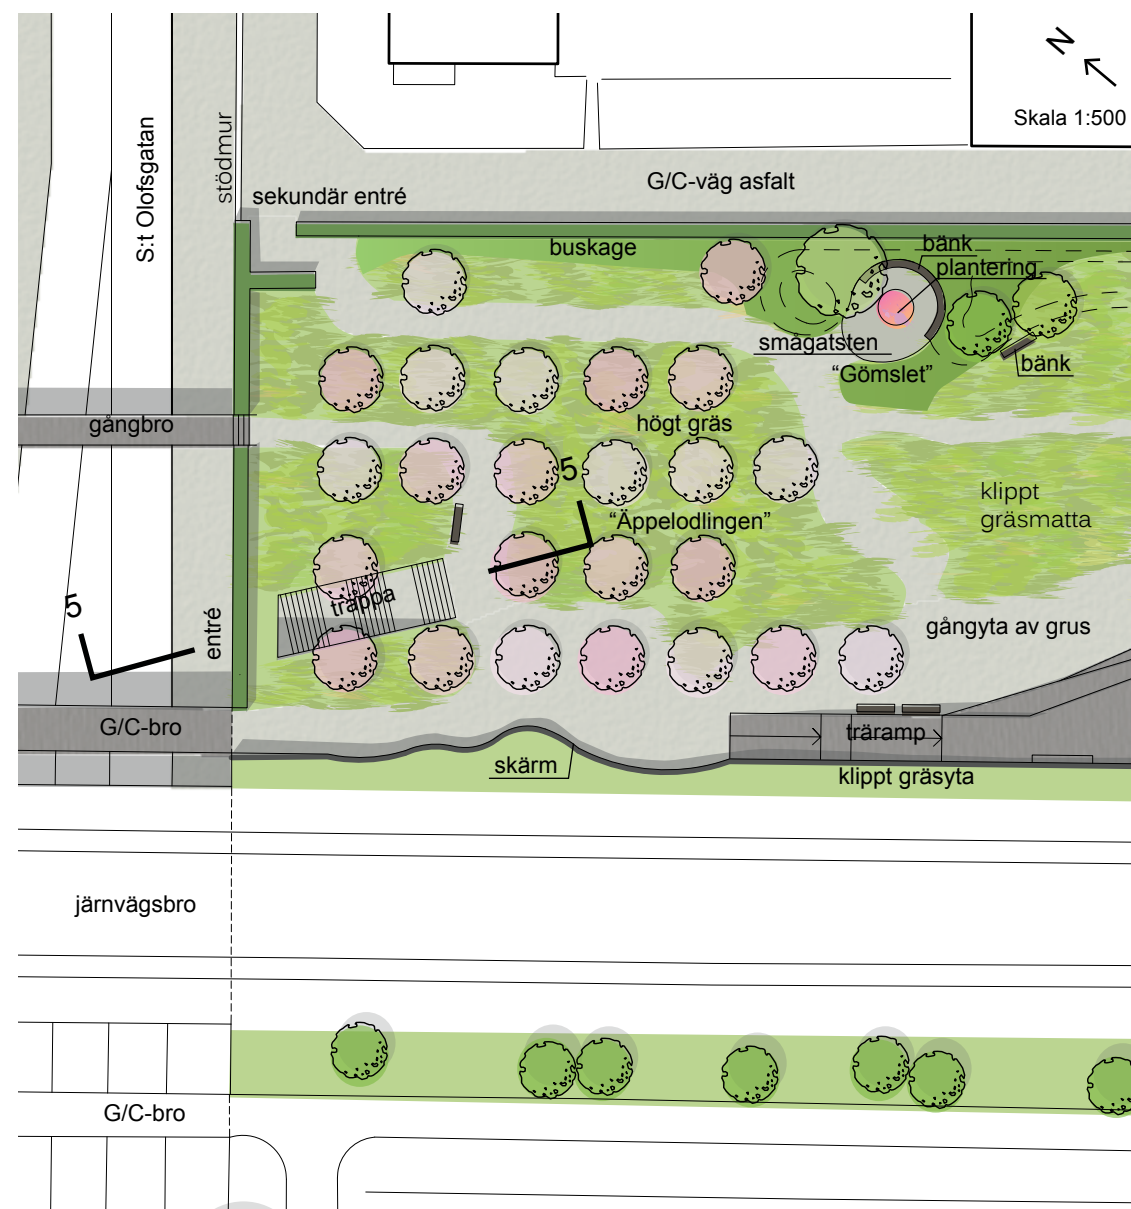 N
Skala 1:500
S:t Olofsgatan
stödmur
G/C-väg asfalt
sekundär entré
buskage
bänk
plantering
smågatsten
"Gömslet"
bänk
gångbro
högt gräs
5
klippt
gräsmatta
"Äppelodlingen"
5
trappa
entré
gångyta av grus
G/C-bro
träramp
skärm
klippt gräsyta
järnvägsbro
G/C-bro